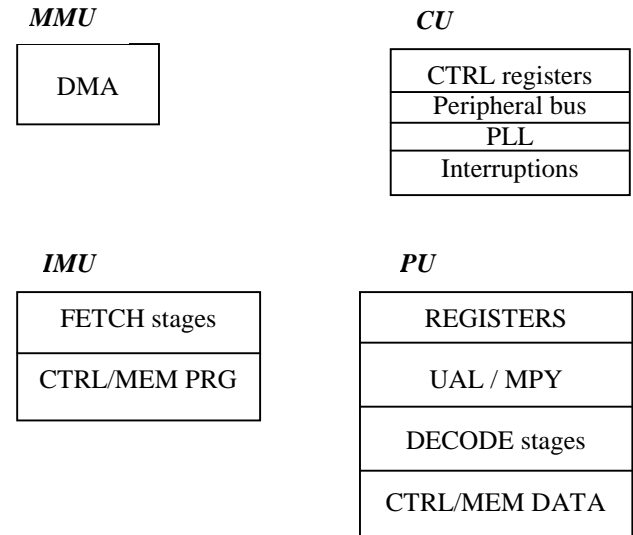 MMU
DMA
CU
CTRL registers
Peripheral bus
PLL
Interruptions
IMU
FETCH stages
CTRL/MEM PRG
PU
REGISTERS
UAL / MPY
DECODE stages
CTRL/MEM DATA